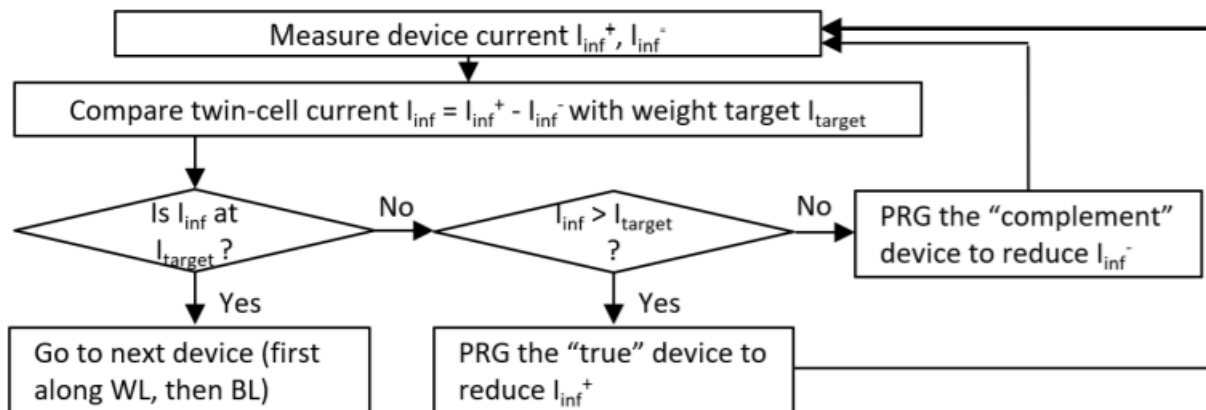 Measure device current I_inf⁺, I_inf⁻
Compare twin-cell current I_inf = I_inf⁺ - I_inf⁻ with weight target I_target
Is I_inf at
I_target ?
No
I_inf > I_target
?
No
PRG the “complement”
device to reduce I_inf⁻
Yes
Yes
Go to next device (first
along WL, then BL)
PRG the “true” device to
reduce I_inf⁺